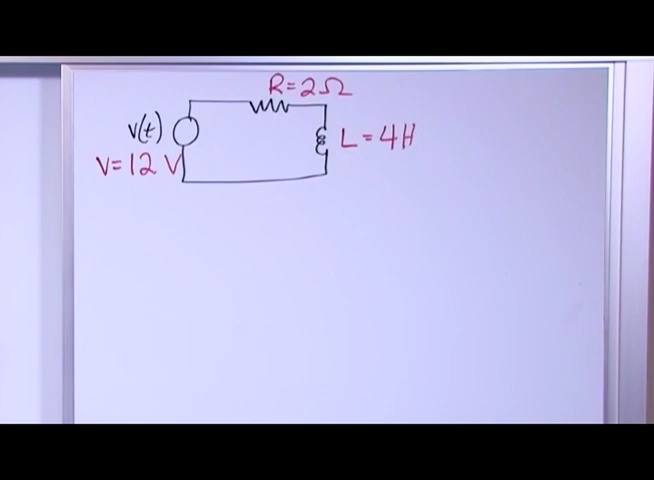 R=2Ω
v(t)
L=4H
V=12 V